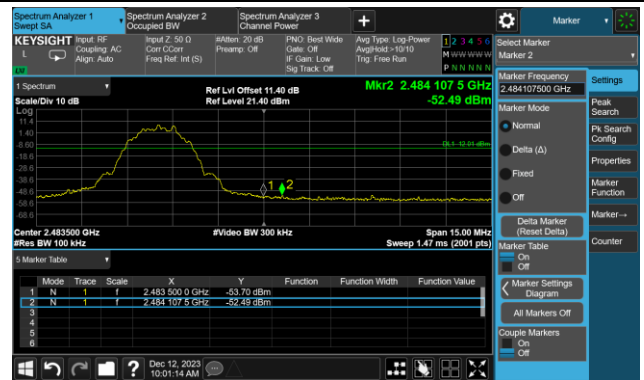 Spectrum Analyzer 1
Swept SA
Spectrum Analyzer 2
Occupied BW
Spectrum Analyzer 3
Channel Power
Marker
KEYSIGHT
L
Input: RF
Coupling: AC
Align: Auto
Input Z: 50 Ω
Corr CCorr
Freq Ref: Int (S)
#Atten: 20 dB
Preamp: Off
PNO: Best Wide
Gate: Off
IF Gain: Low
Sig Track: Off
Avg Type: Log-Power
Avg|Hold:>10/10
Trig: Free Run
1 2 3 4 5 6
M W W W W W
P N N N N N
Select Marker
Marker 2
1 Spectrum
Scale/Div 10 dB
Log
Ref Lvl Offset 11.40 dB
Ref Level 21.40 dBm
Mkr2 2.484 107 5 GHz
-52.49 dBm
11.4
1.40
-8.60
-18.6
-28.6
-38.6
-48.6
-58.6
-68.6
DL1 -12.01 dBm
1
2
Center 2.483500 GHz
#Res BW 100 kHz
#Video BW 300 kHz
Span 15.00 MHz
Sweep 1.47 ms (2001 pts)
5 Marker Table
Mode Trace Scale X Y Function Function Width Function Value
1 N 1 f 2.483 500 0 GHz -53.70 dBm
2 N 1 f 2.484 107 5 GHz -52.49 dBm
3
4
5
6
Marker Frequency
2.484107500 GHz
Marker Mode
Normal
Delta (Δ)
Fixed
Off
Delta Marker
(Reset Delta)
Marker Table
On
Off
Marker Settings
Diagram
All Markers Off
Couple Markers
On
Off
Settings
Peak
Search
Pk Search
Config
Properties
Marker
Function
Marker→
Counter
?
Dec 12, 2023
10:01:14 AM